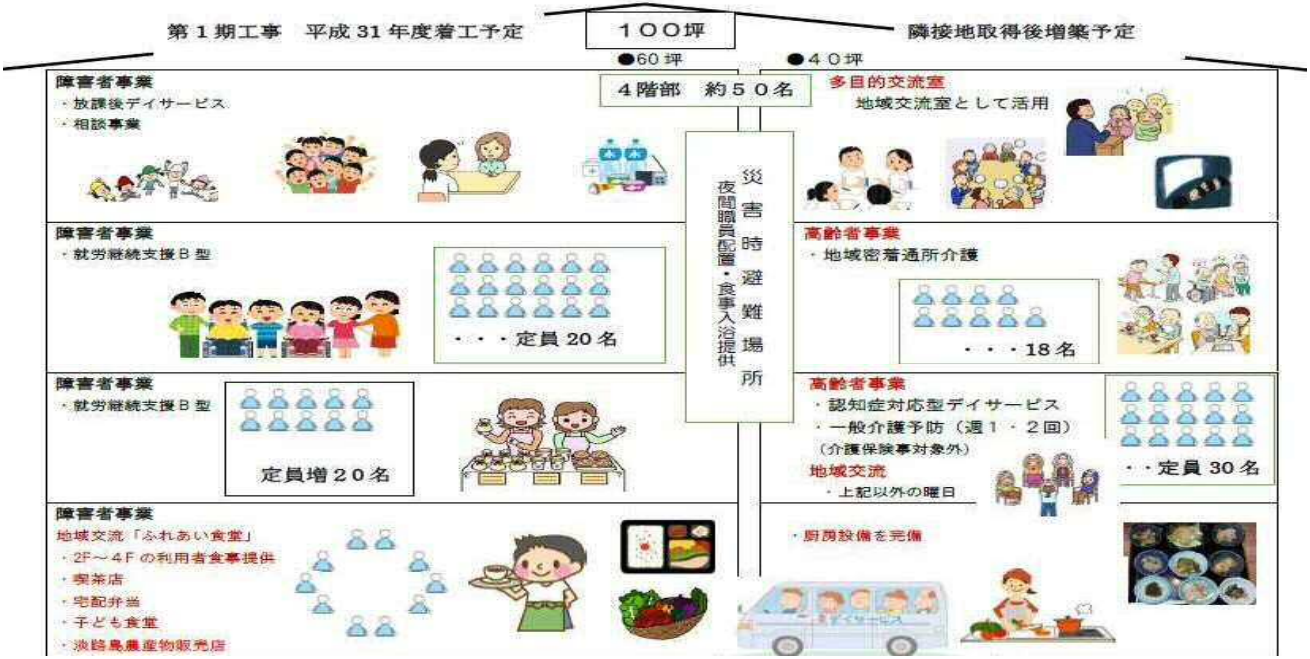 第1期工事 平成31年度着工予定
100坪
隣接地取得後増築予定
●60坪
●40坪
4階部 約50名
障害者事業
・放課後デイサービス
・相談事業
多目的交流室
地域交流室として活用
災害時避難場所
夜間職員配置・食事入浴提供
障害者事業
・就労継続支援B型
・・・定員20名
高齢者事業
・地域密着通所介護
・・・18名
障害者事業
・就労継続支援B型
定員増20名
高齢者事業
・認知症対応型デイサービス
・一般介護予防(週1・2回)
(介護保険事対象外)
地域交流
・上記以外の曜日
・・定員30名
障害者事業
地域交流「ふれあい食堂」
・2F～4Fの利用者食事提供
・喫茶店
・宅配弁当
・子ども食堂
・淡路島農産物販売店
・厨房設備を完備
デイサービス